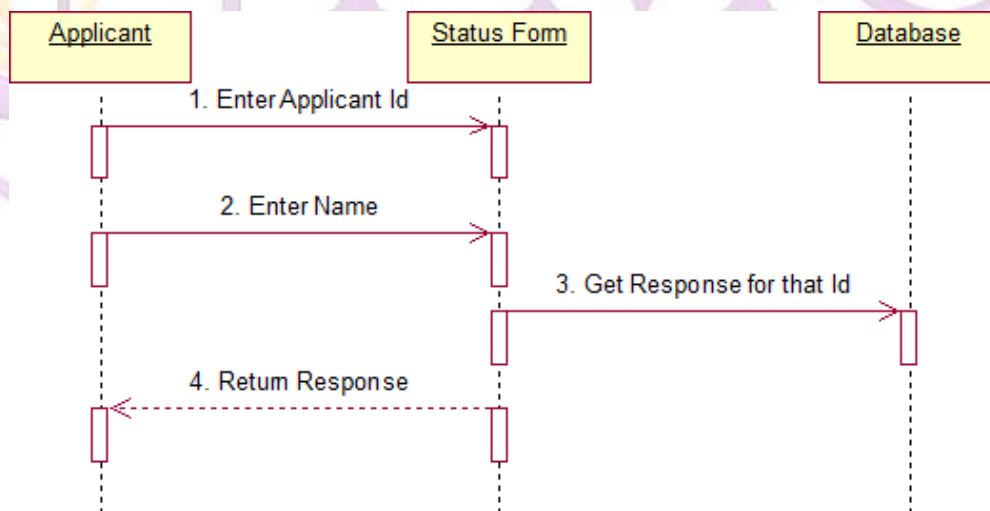 Applicant
Status Form
Database
1. Enter Applicant Id
2. Enter Name
3. Get Response for that Id
4. Return Response